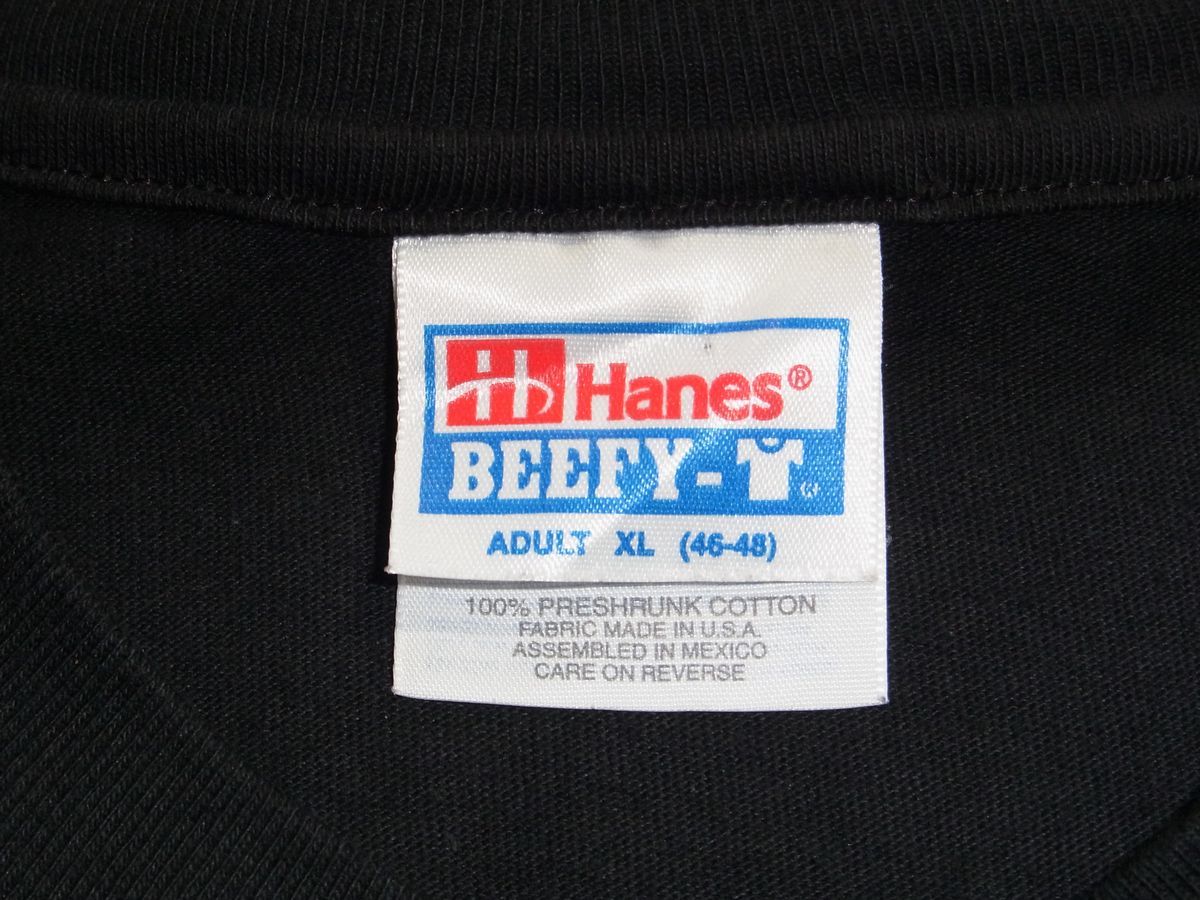 H Hanes®
BEEFY-T
ADULT XL (46-48)
100% PRESHRUNK COTTON
FABRIC MADE IN U.S.A.
ASSEMBLED IN MEXICO
CARE ON REVERSE